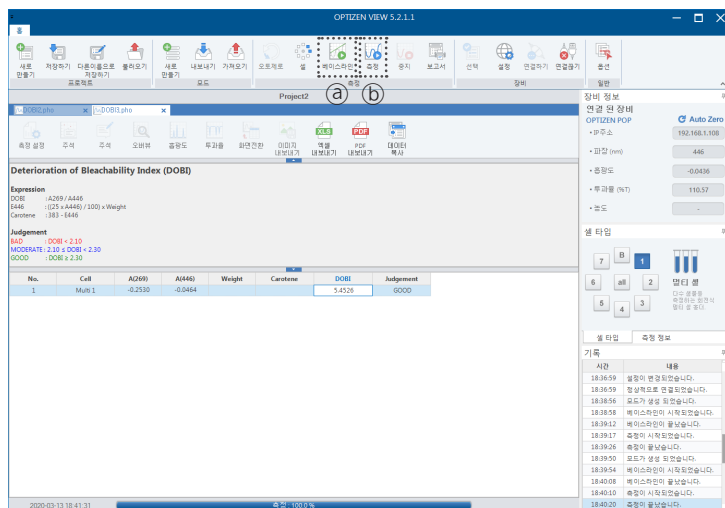 OPTIZEN VIEW 5.2.1.1
홈
새로 만들기
저장하기
다른이름으로 저장하기
불러오기
프로젝트
새로 만들기
내보내기
가져오기
모드
오토제로
셀
베이스라인
측정
중지
보고서
측정
선택
설정
연결하기
연결끊기
장비
옵션
일반
ⓐ ⓑ
Project2
DOBI2.pho
DOBI3.pho
측정 설정
주석
주석
오버뷰
흡광도
투과율
화면전환
이미지 내보내기
XLS
엑셀 내보내기
PDF
PDF 내보내기
데이터 복사
Deterioration of Bleachability Index (DOBI)
Expression
DOBI : A269 / A446
E446 : ((25 x A446) / 100) x Weight
Carotene : 383 - E446
Judgement
BAD : DOBI < 2.10
MODERATE : 2.10 ≤ DOBI < 2.30
GOOD : DOBI ≥ 2.30
No. Cell A(269) A(446) Weight Carotene DOBI Judgement
1 Multi 1 -0.2530 -0.0464 5.4526 GOOD
2020-03-13 18:41:31
측정 : 100.0 %
장비 정보
연결 된 장비
OPTIZEN POP
Auto Zero
• IP주소 192.168.1.108
• 파장 (nm) 446
• 흡광도 -0.0436
• 투과율 (%T) 110.57
• 농도 -
셀 타입
7 B 1
6 all 2
5 4 3
멀티 셀
다수 샘플을
측정하는 회전식
멀티 셀 홀더.
셀 타입
측정 정보
기록
시간 내용
18:36:59 설정이 변경되었습니다.
18:36:59 정상적으로 연결되었습니다.
18:38:56 모드가 생성 되었습니다.
18:38:58 베이스라인이 시작되었습니다.
18:39:12 베이스라인이 끝났습니다.
18:39:17 측정이 시작되었습니다.
18:39:26 측정이 끝났습니다.
18:39:50 모드가 생성 되었습니다.
18:39:54 베이스라인이 시작되었습니다.
18:40:08 베이스라인이 끝났습니다.
18:40:10 측정이 시작되었습니다.
18:40:20 측정이 끝났습니다.